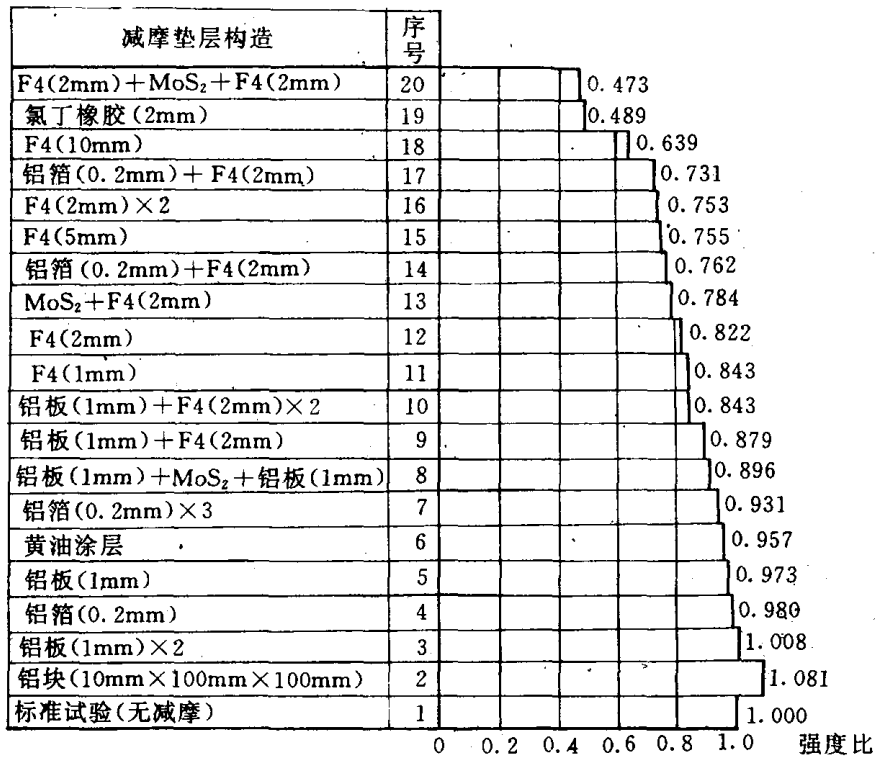 减摩垫层构造 序号
F4(2mm)+MoS₂+F4(2mm) 20 0.473
氯丁橡胶(2mm) 19 0.489
F4(10mm) 18 0.639
铝箔(0.2mm)+F4(2mm) 17 0.731
F4(2mm)×2 16 0.753
F4(5mm) 15 0.755
铝箔(0.2mm)+F4(2mm) 14 0.762
MoS₂+F4(2mm) 13 0.784
F4(2mm) 12 0.822
F4(1mm) 11 0.843
铝板(1mm)+F4(2mm)×2 10 0.843
铝板(1mm)+F4(2mm) 9 0.879
铝板(1mm)+MoS₂+铝板(1mm) 8 0.896
铝箔(0.2mm)×3 7 0.931
黄油涂层 6 0.957
铝板(1mm) 5 0.973
铝箔(0.2mm) 4 0.980
铝板(1mm)×2 3 1.008
铝块(10mm×100mm×100mm) 2 1.081
标准试验(无减摩) 1 1.000
0 0.2 0.4 0.6 0.8 1.0 强度比